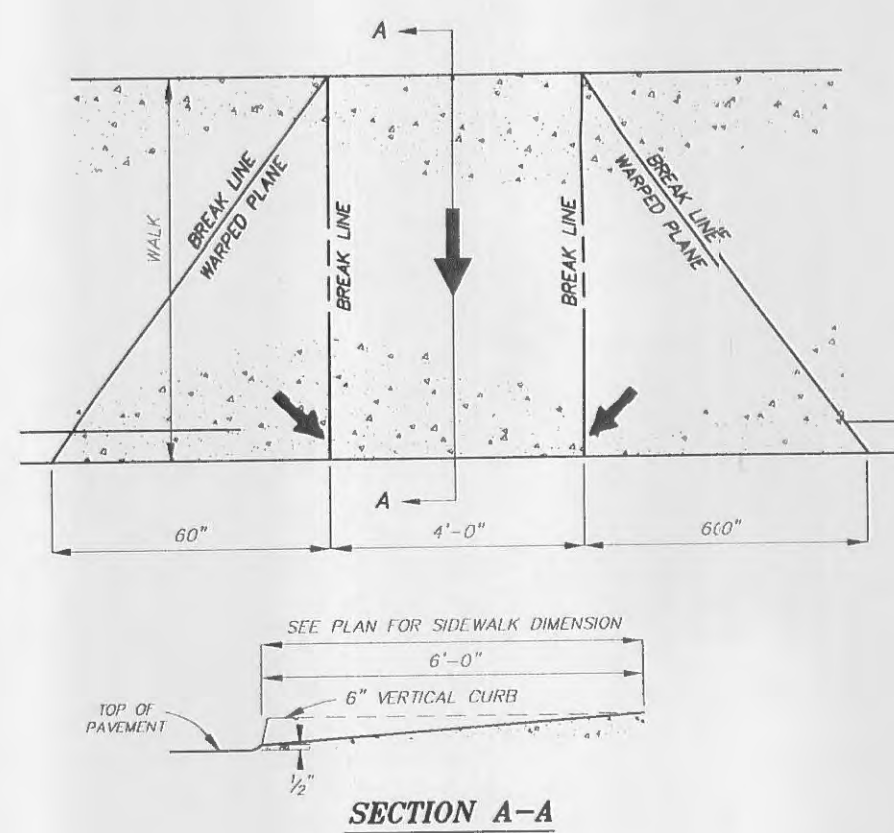 A
WALK
BREAK LINE
WARPED PLANE
BREAK LINE
BREAK LINE
BREAK LINE
WARPED PLANE
A
60"
4'-0"
600"
SEE PLAN FOR SIDEWALK DIMENSION
6'-0"
6" VERTICAL CURB
TOP OF
PAVEMENT
1/2"
SECTION A-A